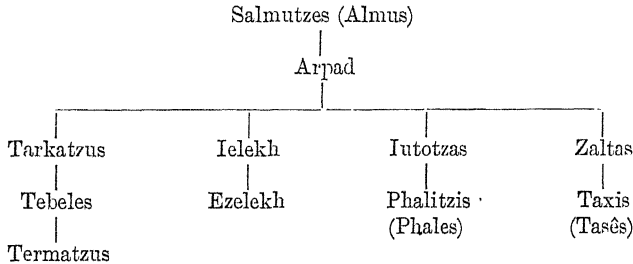 Salmutzes (Almus)
Arpad
Tarkatzus Ielekh Iutotzas Zaltas
Tebeles Ezelekh Phalitzis Taxis
(Phales) (Tasês)
Termatzus